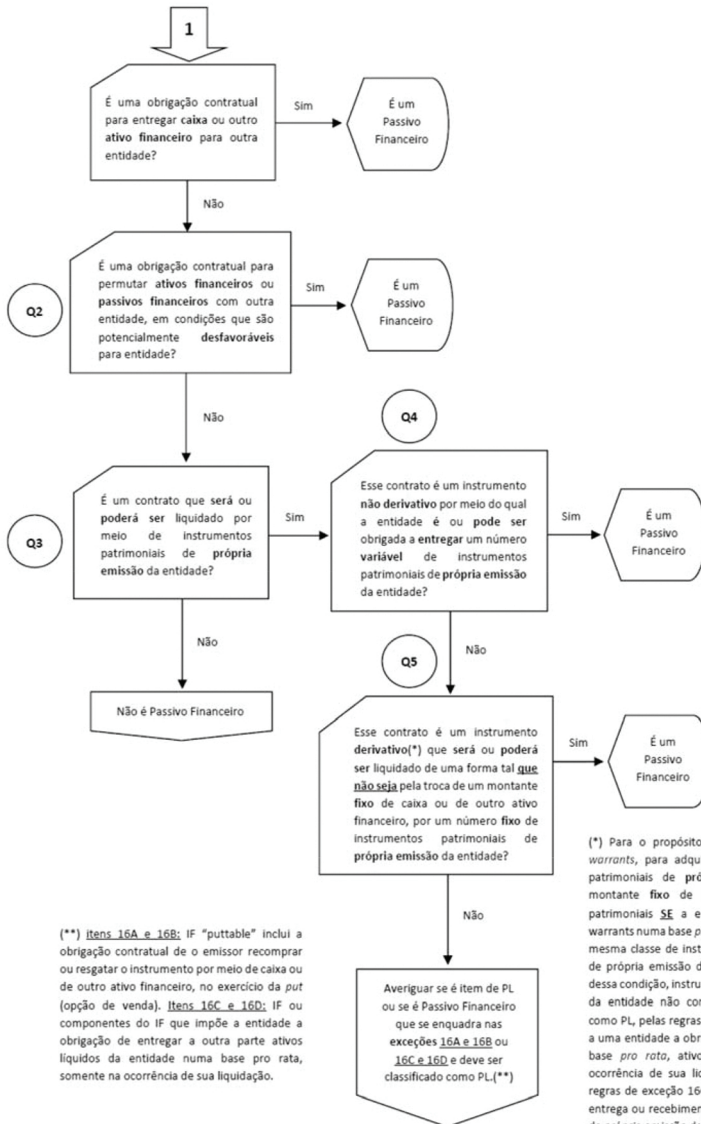 1
É uma obrigação contratual
para entregar caixa ou outro
ativo financeiro para outra
entidade?
Sim
É um
Passivo
Financeiro
Não
Q2
É uma obrigação contratual para
permutar ativos financeiros ou
passivos financeiros com outra
entidade, em condições que são
potencialmente desfavoráveis
para entidade?
Sim
É um
Passivo
Financeiro
Não
Q3
É um contrato que será ou
poderá ser liquidado por
meio de instrumentos
patrimoniais de própria
emissão da entidade?
Sim
Q4
Esse contrato é um instrumento
não derivativo por meio do qual
a entidade é ou pode ser
obrigada a entregar um número
variável de instrumentos
patrimoniais de própria emissão
da entidade?
Sim
É um
Passivo
Financeiro
Não
Não é Passivo Financeiro
Não
Q5
Esse contrato é um instrumento
derivativo(*) que será ou poderá
ser liquidado de uma forma tal que
não seja pela troca de um montante
fixo de caixa ou de outro ativo
financeiro, por um número fixo de
instrumentos patrimoniais de
própria emissão da entidade?
Sim
É um
Passivo
Financeiro
Não
Averiguar se é item de PL
ou se é Passivo Financeiro
que se enquadra nas
exceções 16A e 16B ou
16C e 16D e deve ser
classificado como PL.(**)
(**) itens 16A e 16B: IF "puttable" inclui a
obrigação contratual de o emissor recomprar
ou resgatar o instrumento por meio de caixa ou
de outro ativo financeiro, no exercício da put
(opção de venda). Itens 16C e 16D: IF ou
componentes do IF que impõe a entidade a
obrigação de entregar a outra parte ativos
líquidos da entidade numa base pro rata,
somente na ocorrência de sua liquidação.
(*) Para o propósito
warrants, para adqu
patrimoniais de pró
montante fixo de
patrimoniais SE a e
warrants numa base p
mesma classe de inst
de própria emissão d
dessa condição, instru
da entidade não con
como PL, pelas regras
a uma entidade a obr
base pro rata, ativo
ocorrência de sua liq
regras de exceção 16
entrega ou recebimen